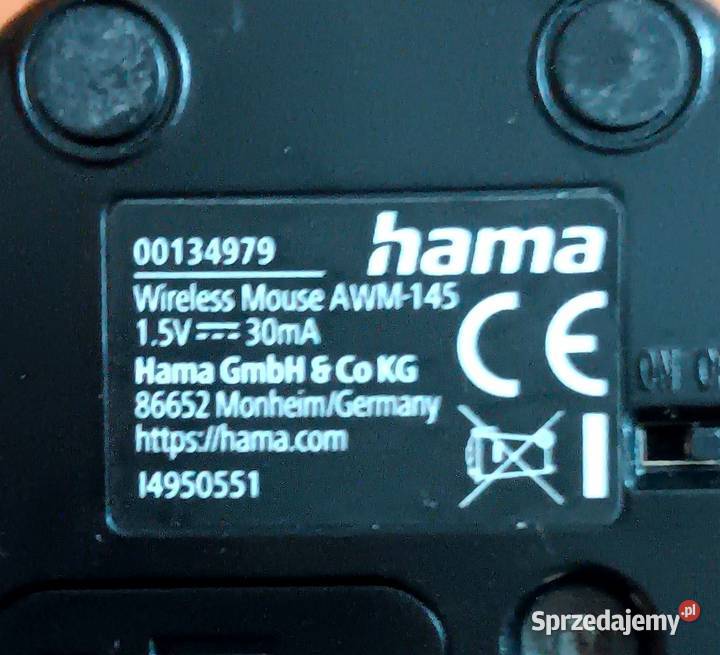 00134979
hama
Wireless Mouse AWM-145
1.5V 30mA
Hama GmbH & Co KG
86652 Monheim/Germany
https://hama.com
I4950551
CE
ON
Sprzedajemy.pl